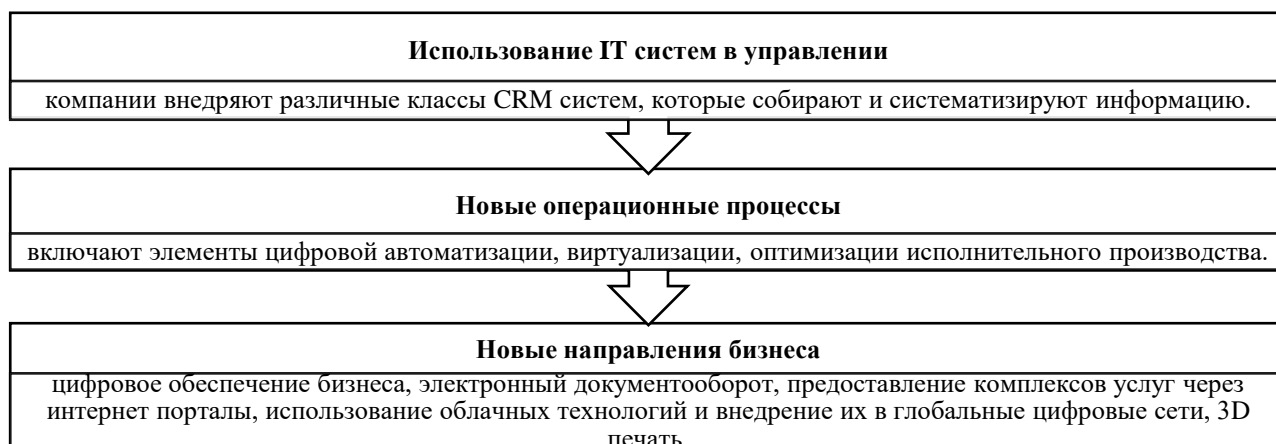 Использование IT систем в управлении
компании внедряют различные классы CRM систем, которые собирают и систематизируют информацию.
Новые операционные процессы
включают элементы цифровой автоматизации, виртуализации, оптимизации исполнительного производства.
Новые направления бизнеса
цифровое обеспечение бизнеса, электронный документооборот, предоставление комплексов услуг через
интернет порталы, использование облачных технологий и внедрение их в глобальные цифровые сети, 3D
печать